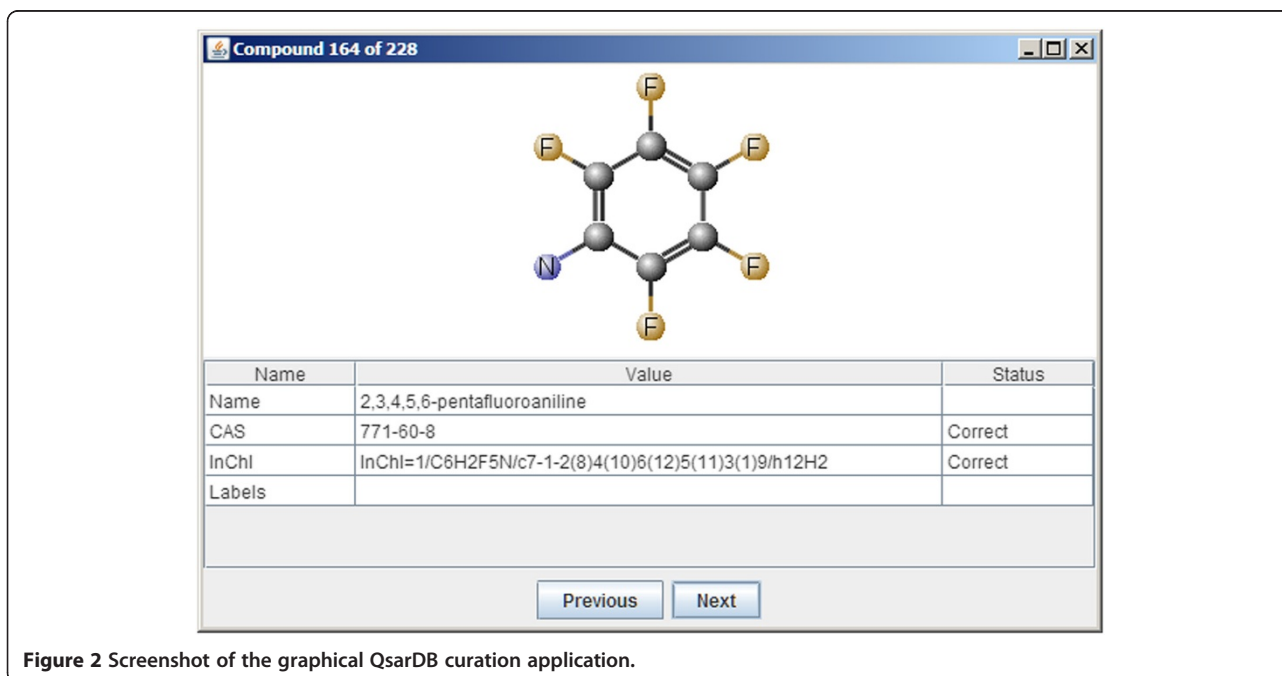 Compound 164 of 228
F
F
F
N
F
F
Name Value Status
Name 2,3,4,5,6-pentafluoroaniline
CAS 771-60-8 Correct
InChI InChI=1/C6H2F5N/c7-1-2(8)4(10)6(12)5(11)3(1)9/h12H2 Correct
Labels
Previous Next
Figure 2 Screenshot of the graphical QsarDB curation application.